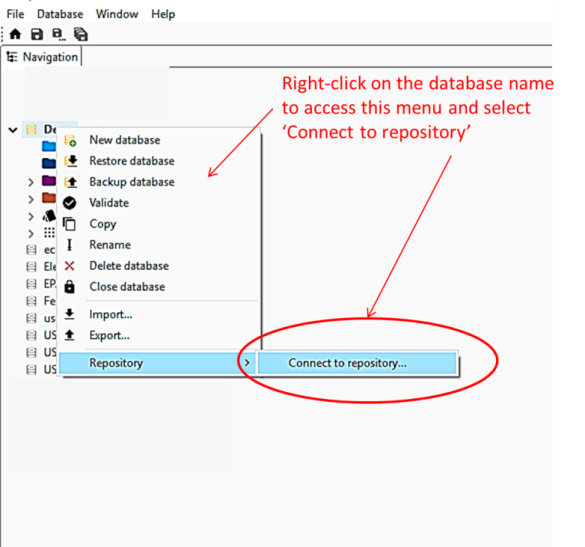 File Database Window Help
Navigation
Right-click on the database name
to access this menu and select
‘Connect to repository’
De
New database
Restore database
Backup database
Validate
Copy
Rename
ec
Ele
Delete database
EP.
Close database
Fe
us
Import...
US
Export...
US
Repository
Connect to repository...
US